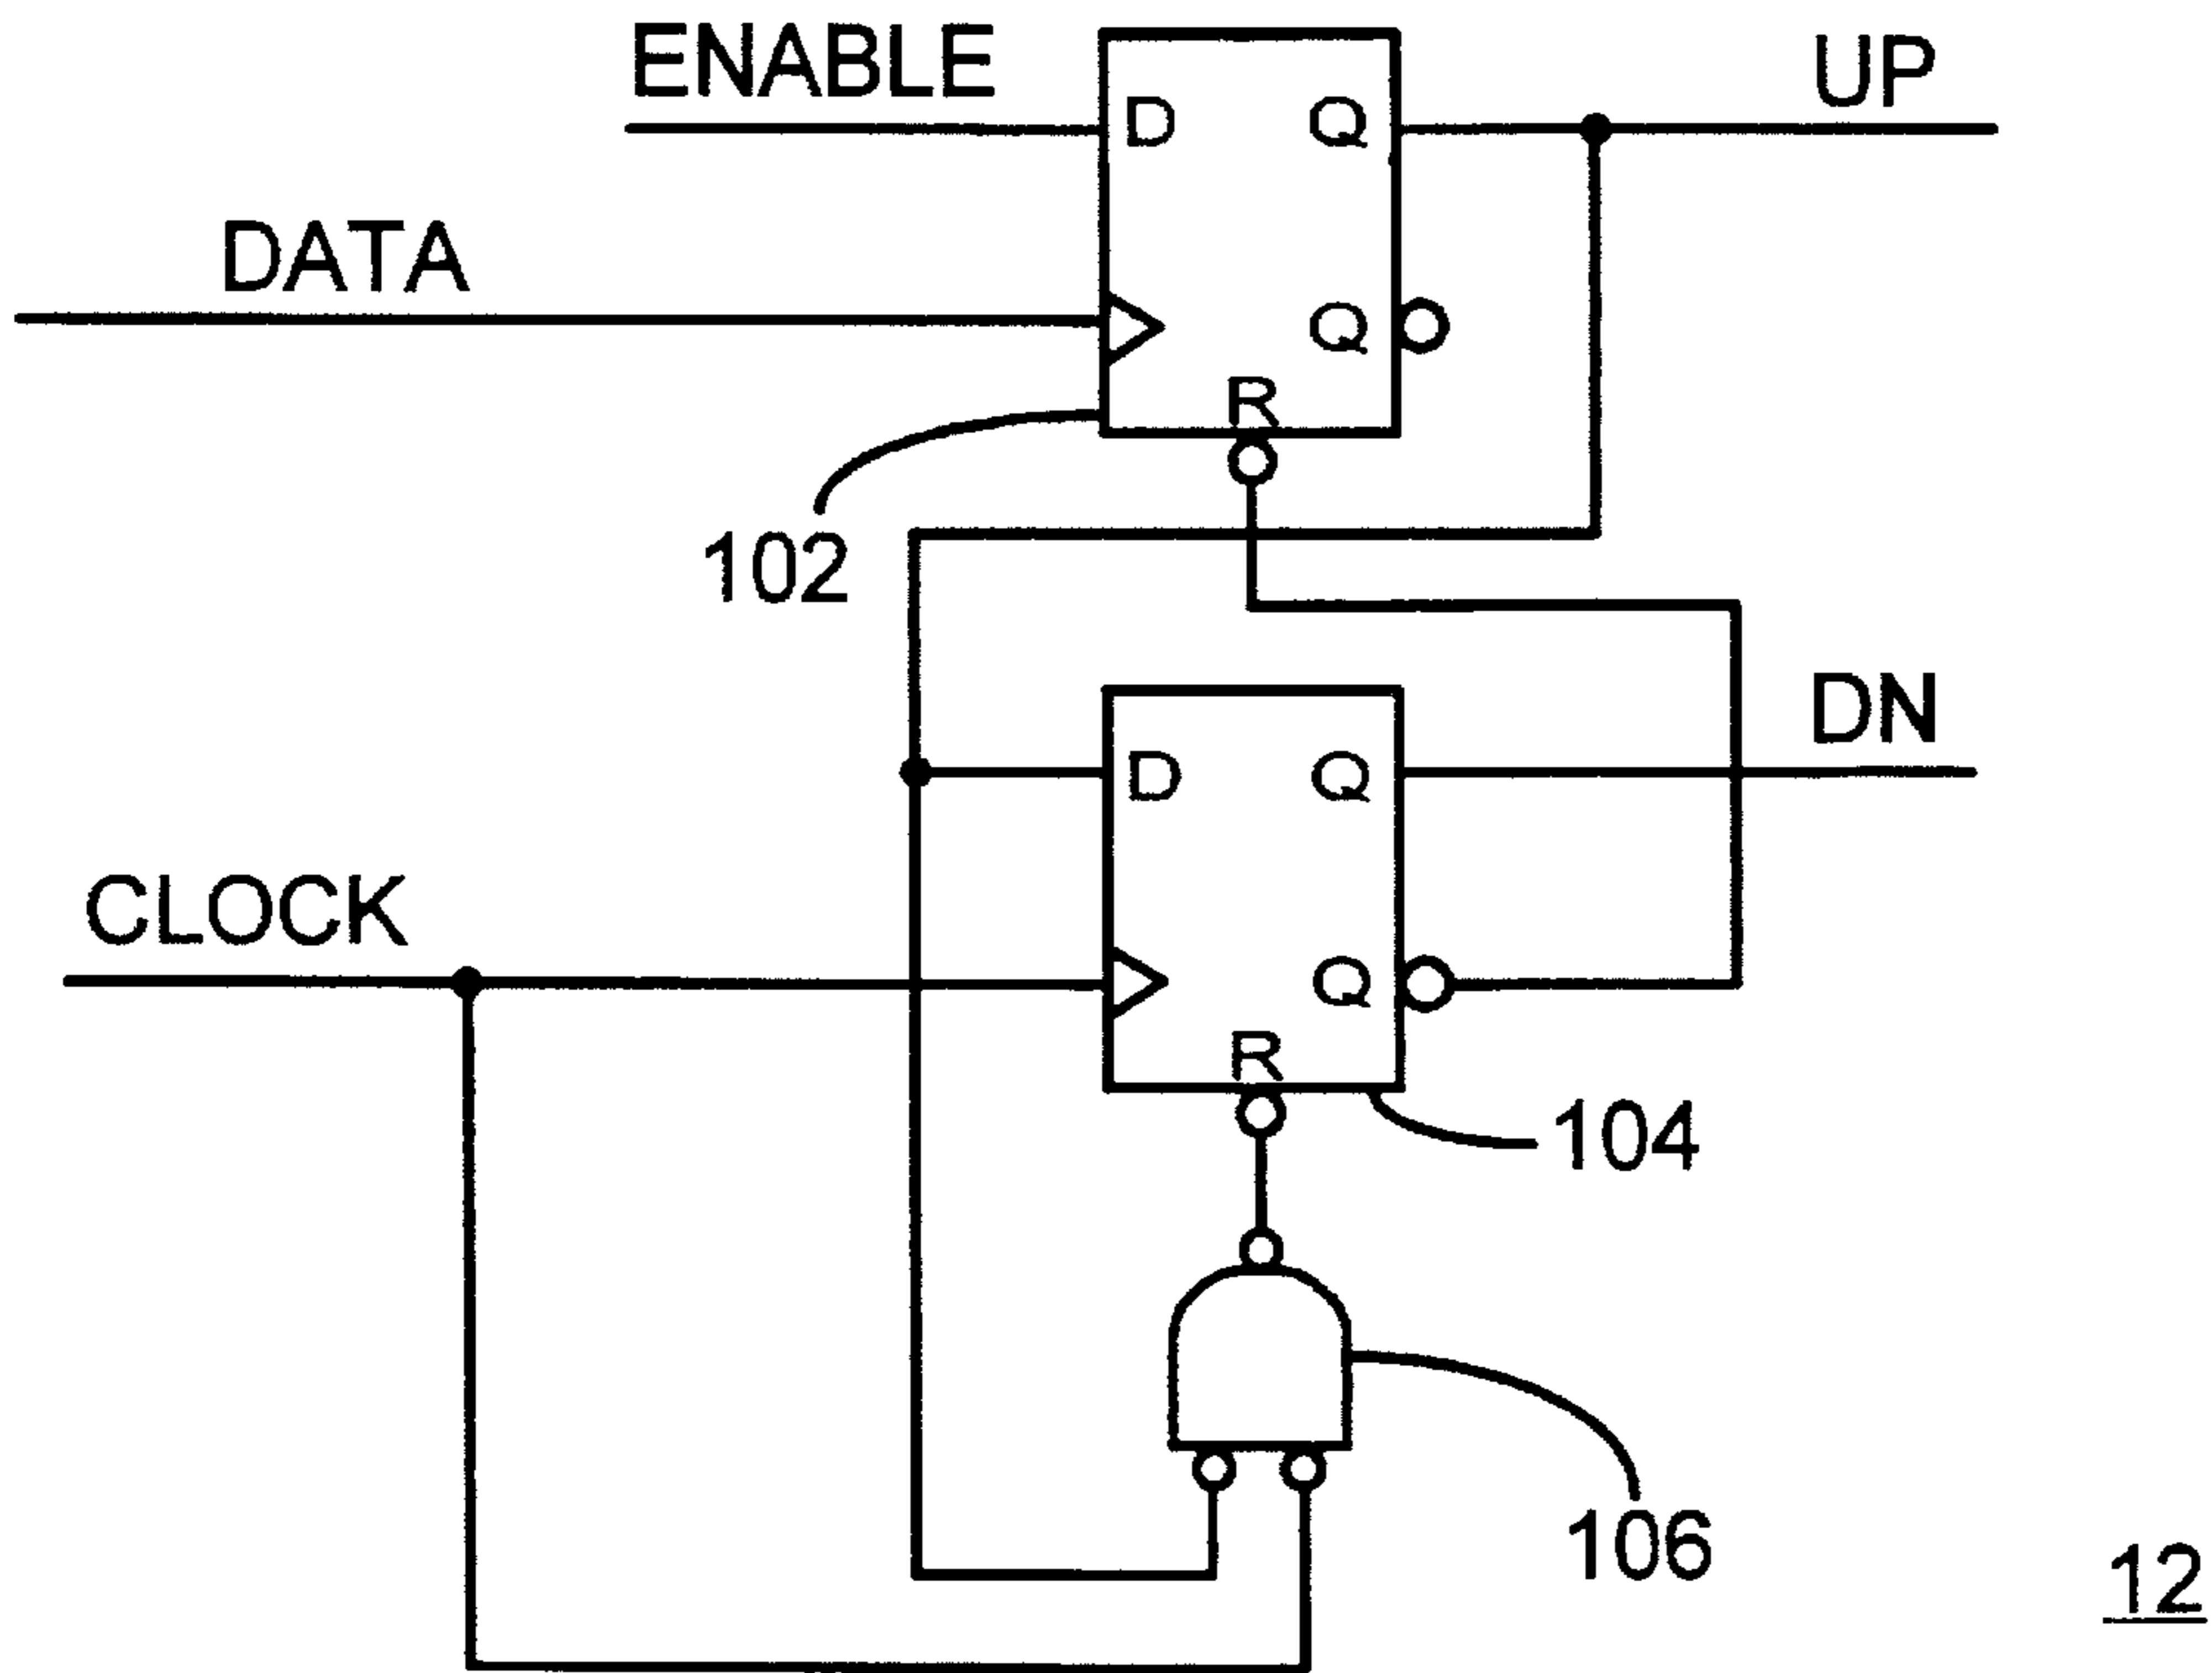 ENABLE
UP
D Q
DATA
Q
R
102
DN
D Q
CLOCK
Q
R
104
106
12